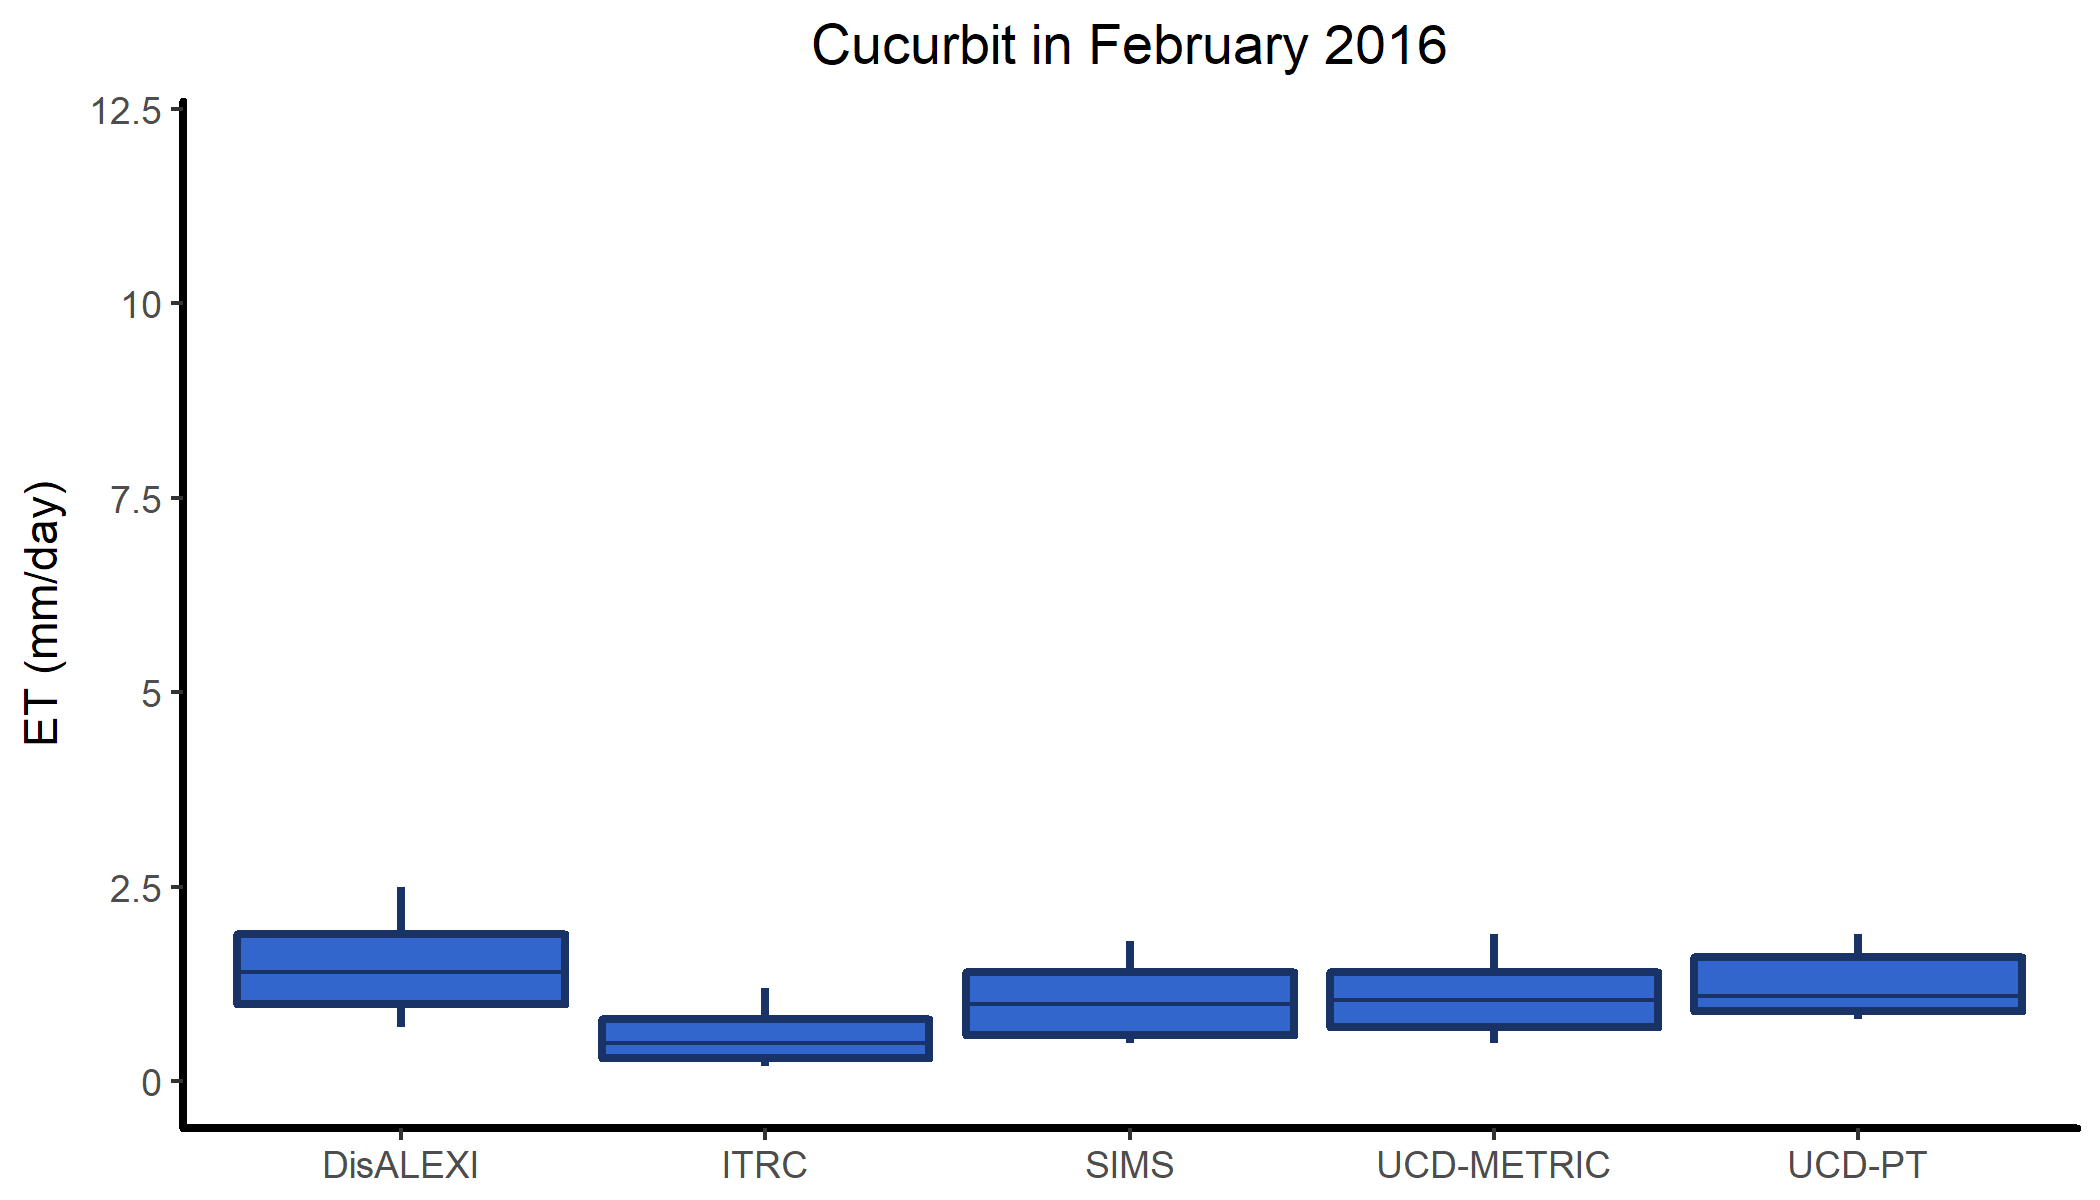 Cucurbit in February 2016
ET (mm/day)
12.5
10
7.5
5
2.5
0
DisALEXI
ITRC
SIMS
UCD-METRIC
UCD-PT